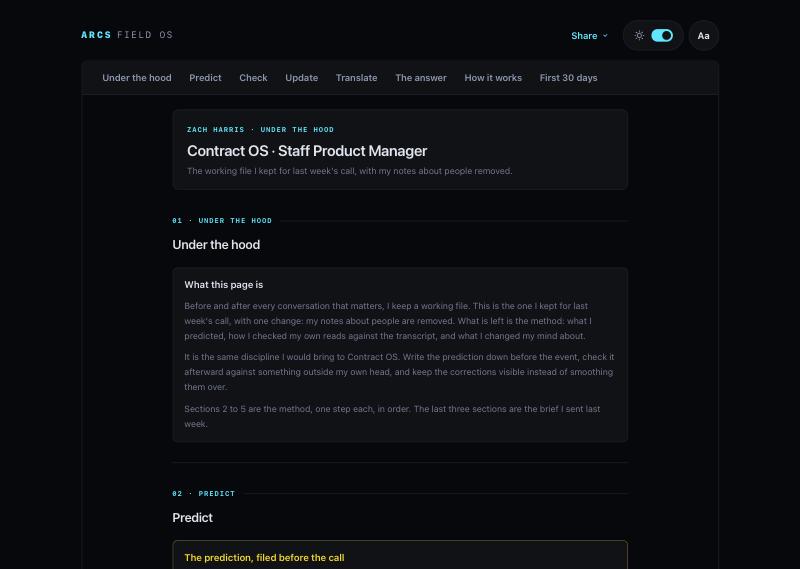 ARCS FIELD OS
Share
Aa
Under the hood Predict Check Update Translate The answer How it works First 30 days
ZACH HARRIS · UNDER THE HOOD
Contract OS · Staff Product Manager
The working file I kept for last week's call, with my notes about people removed.
01 · UNDER THE HOOD
Under the hood
What this page is
Before and after every conversation that matters, I keep a working file. This is the one I kept for last
week's call, with one change: my notes about people are removed. What is left is the method: what I
predicted, how I checked my own reads against the transcript, and what I changed my mind about.
It is the same discipline I would bring to Contract OS. Write the prediction down before the event, check it
afterward against something outside my own head, and keep the corrections visible instead of smoothing
them over.
Sections 2 to 5 are the method, one step each, in order. The last three sections are the brief I sent last
week.
02 · PREDICT
Predict
The prediction, filed before the call